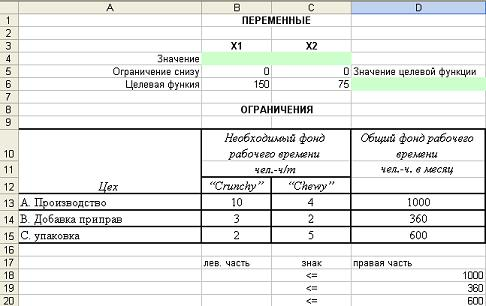 A B C D
1 ПЕРЕМЕННЫЕ
2
3 X1 X2
4 Значение
5 Ограничение снизу 0 0 Значение целевой функции
6 Целевая функия 150 75
7
8 ОГРАНИЧЕНИЯ
9
Необходимый фонд Общий фонд рабочего
10 рабочего времени времени
11 чел.-ч/т чел.-ч. в месяц
12 Цех “Crunchy” “Chewy”
13 А. Производство 10 4 1000
14 В. Добавка приправ 3 2 360
15 С. упаковка 2 5 600
16
17 лев. часть знак правая часть
18 <= 1000
19 <= 360
20 <= 600